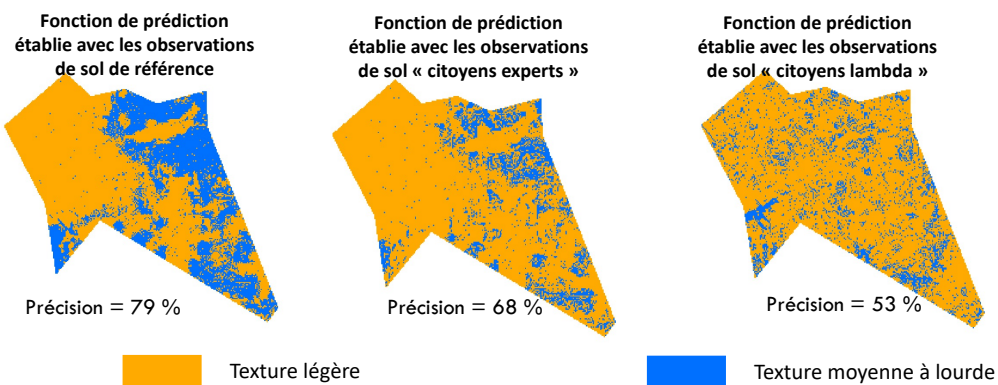 Fonction de prédiction
établie avec les observations
de sol de référence
Fonction de prédiction
établie avec les observations
de sol « citoyens experts »
Fonction de prédiction
établie avec les observations
de sol « citoyens lambda »
Précision = 79 %
Précision = 68 %
Précision = 53 %
Texture légère
Texture moyenne à lourde